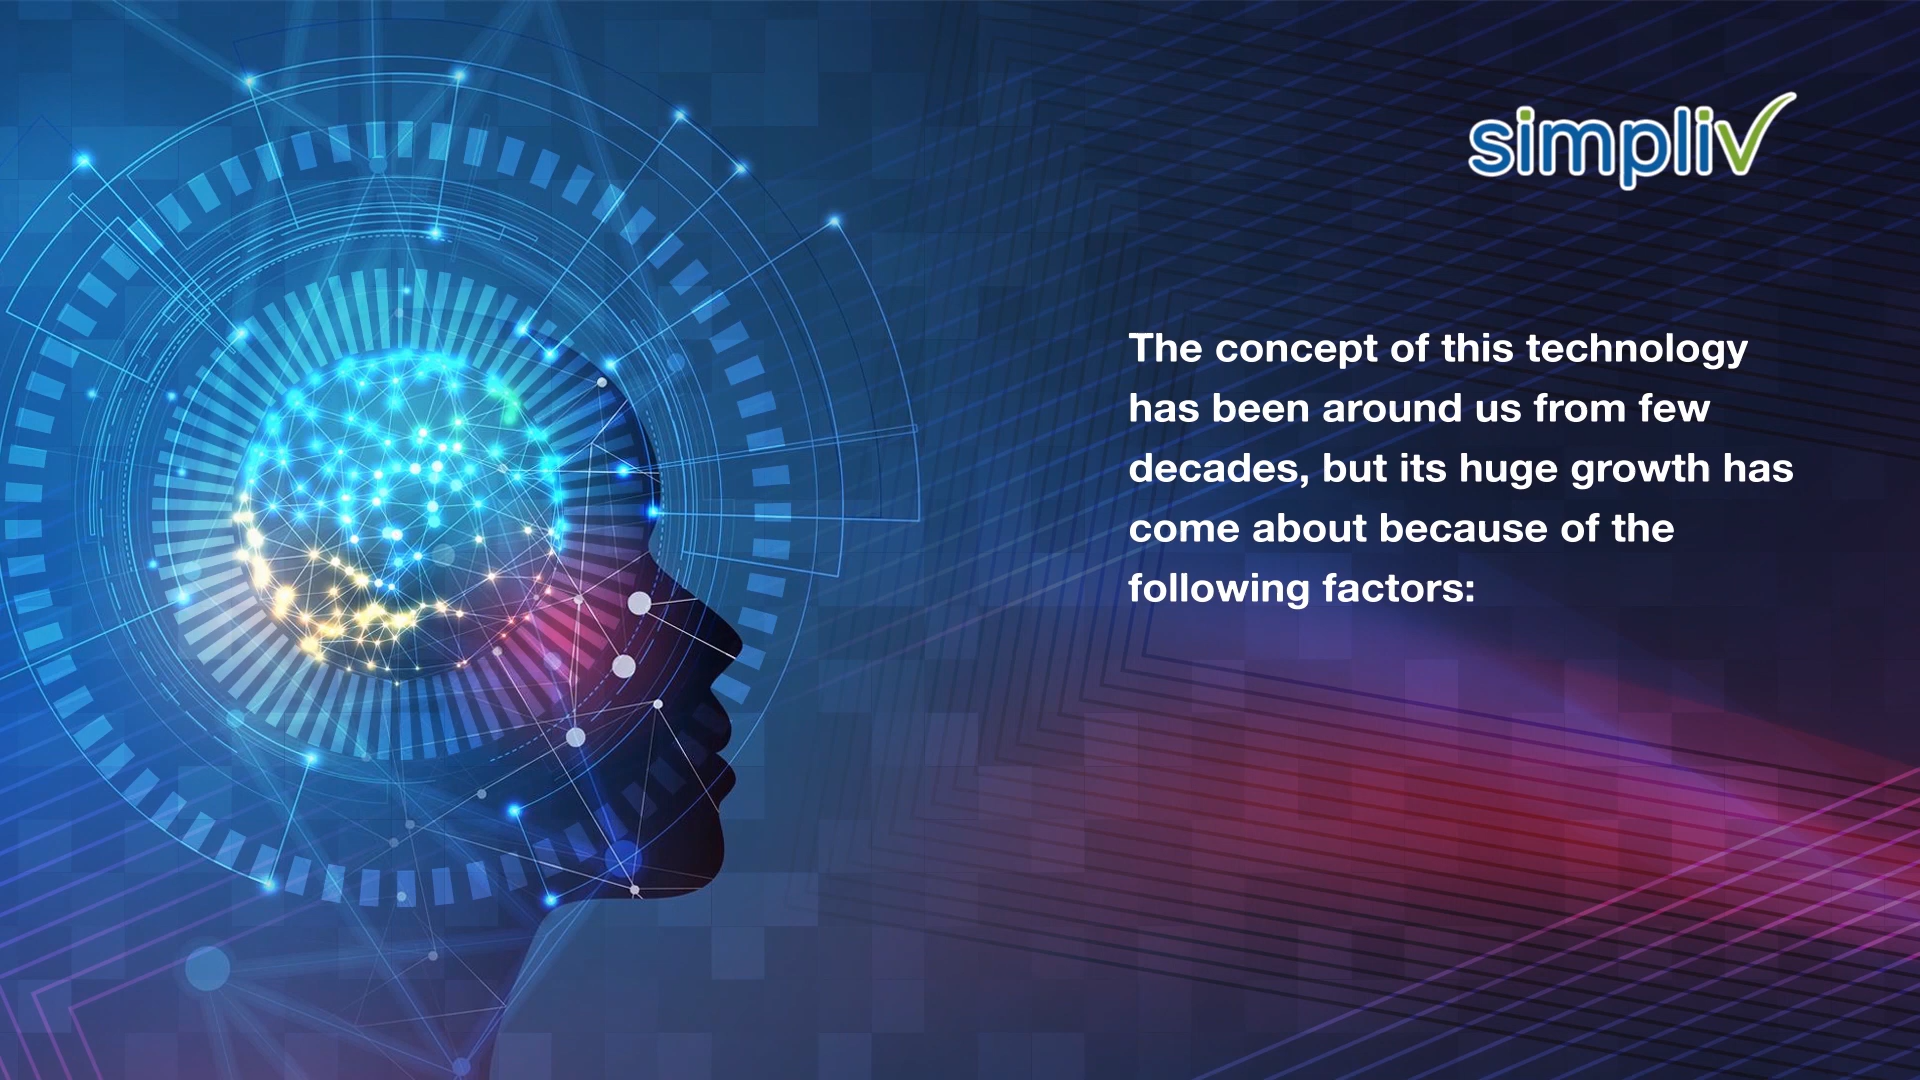 simpliv
The concept of this technology
has been around us from few
decades, but its huge growth has
come about because of the
following factors: